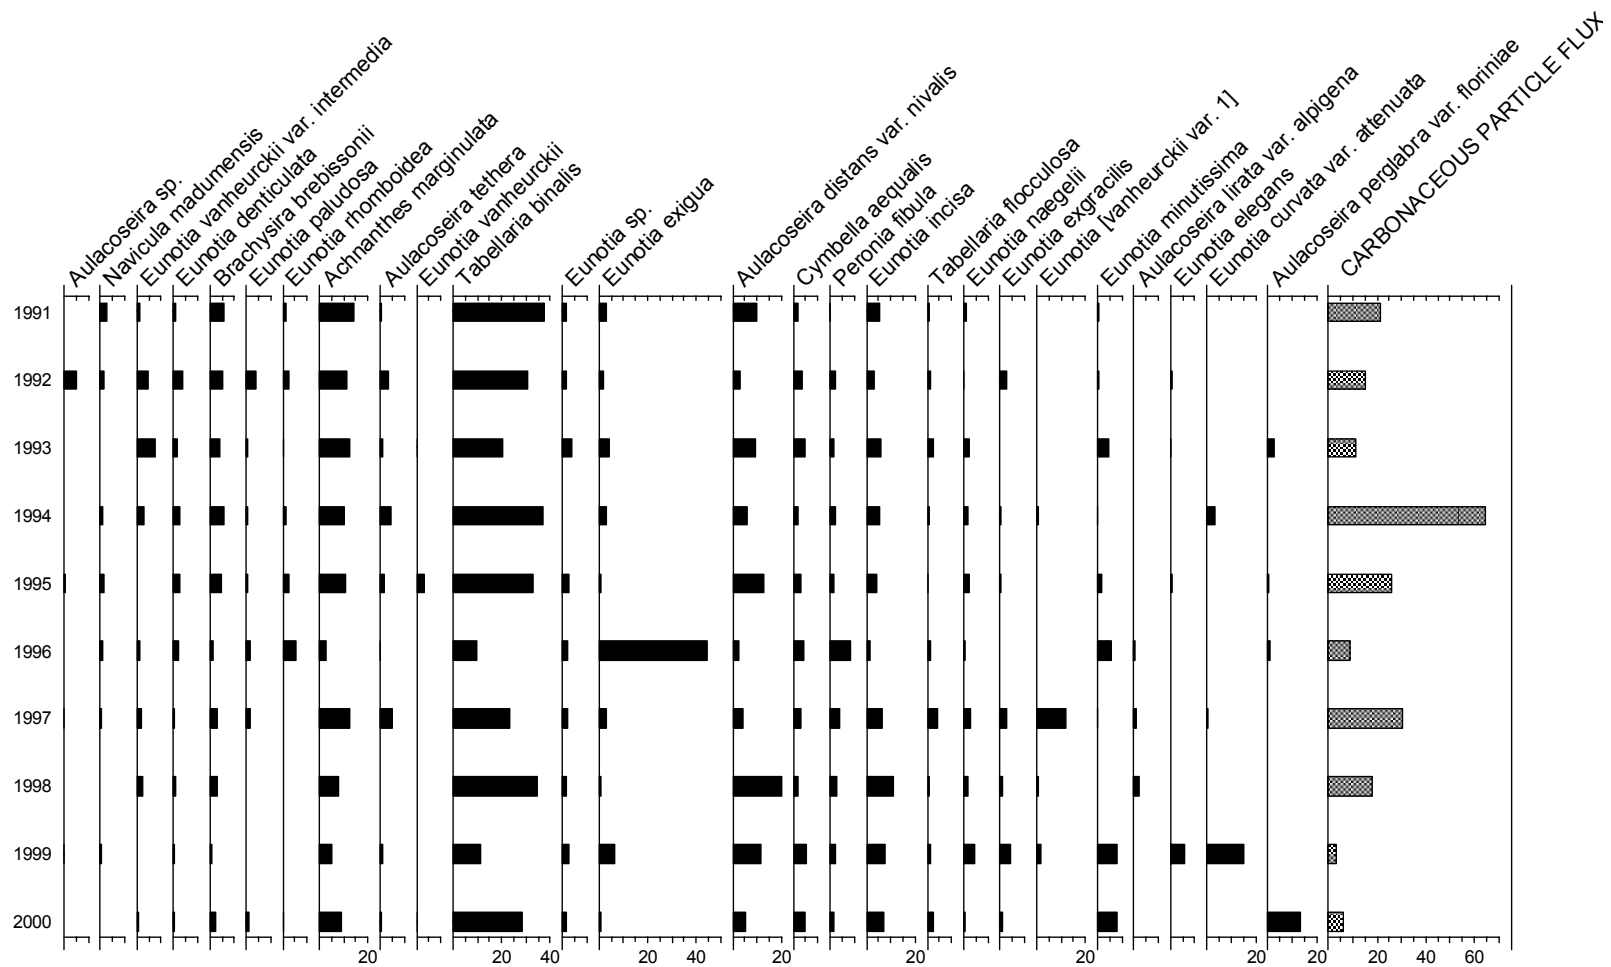 Aulacoseira sp.
Navicula madumensis
Eunotia vanheurckii var. intermedia
Eunotia denticulata
Brachysira brebissonii
Eunotia paludosa
Eunotia rhomboidea
Achnanthes marginulata
Aulacoseira tethera
Eunotia vanheurckii
Tabellaria binalis
Eunotia sp.
Eunotia exigua
Aulacoseira distans var. nivalis
Cymbella aequalis
Peronia fibula
Eunotia incisa
Tabellaria flocculosa
Eunotia naegelii
Eunotia exgracilis
Eunotia [vanheurckii var. 1]
Eunotia minutissima
Aulacoseira lirata var. alpigena
Eunotia elegans
Eunotia curvata var. attenuata
Aulacoseira perglabra var. floriniae
CARBONACEOUS PARTICLE FLUX
1991
1992
1993
1994
1995
1996
1997
1998
1999
2000
20 20 40 20 40 20 20 20 20 20 20 40 60